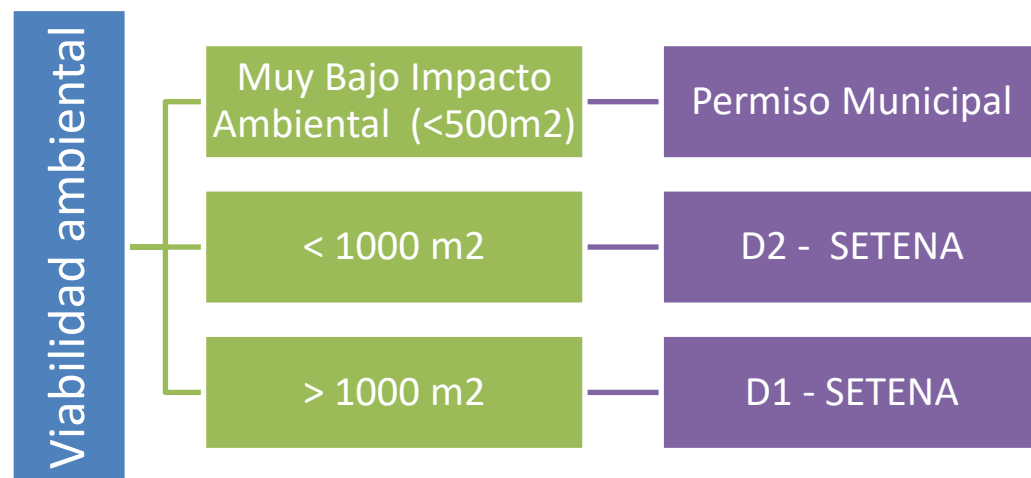 Viabilidad ambiental
Muy Bajo Impacto
Ambiental (<500m2)
Permiso Municipal
< 1000 m2
D2 - SETENA
> 1000 m2
D1 - SETENA